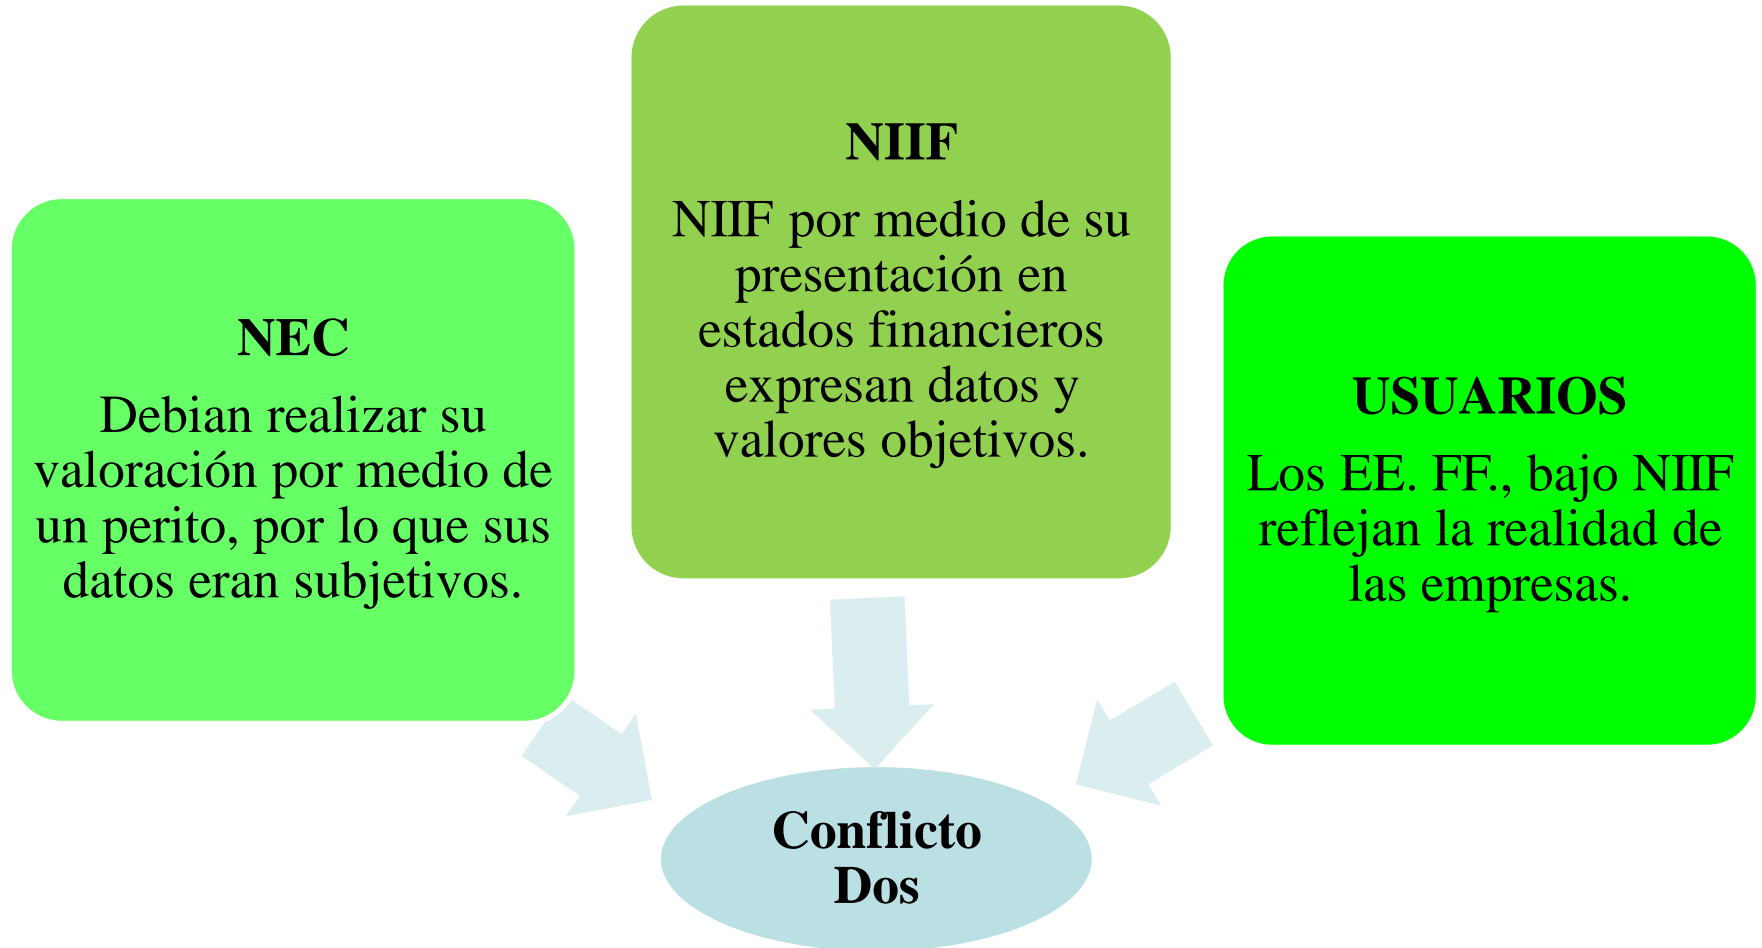 NEC
Debian realizar su
valoración por medio de
un perito, por lo que sus
datos eran subjetivos.
NIIF
NIIF por medio de su
presentación en
estados financieros
expresan datos y
valores objetivos.
USUARIOS
Los EE. FF., bajo NIIF
reflejan la realidad de
las empresas.
Conflicto
Dos